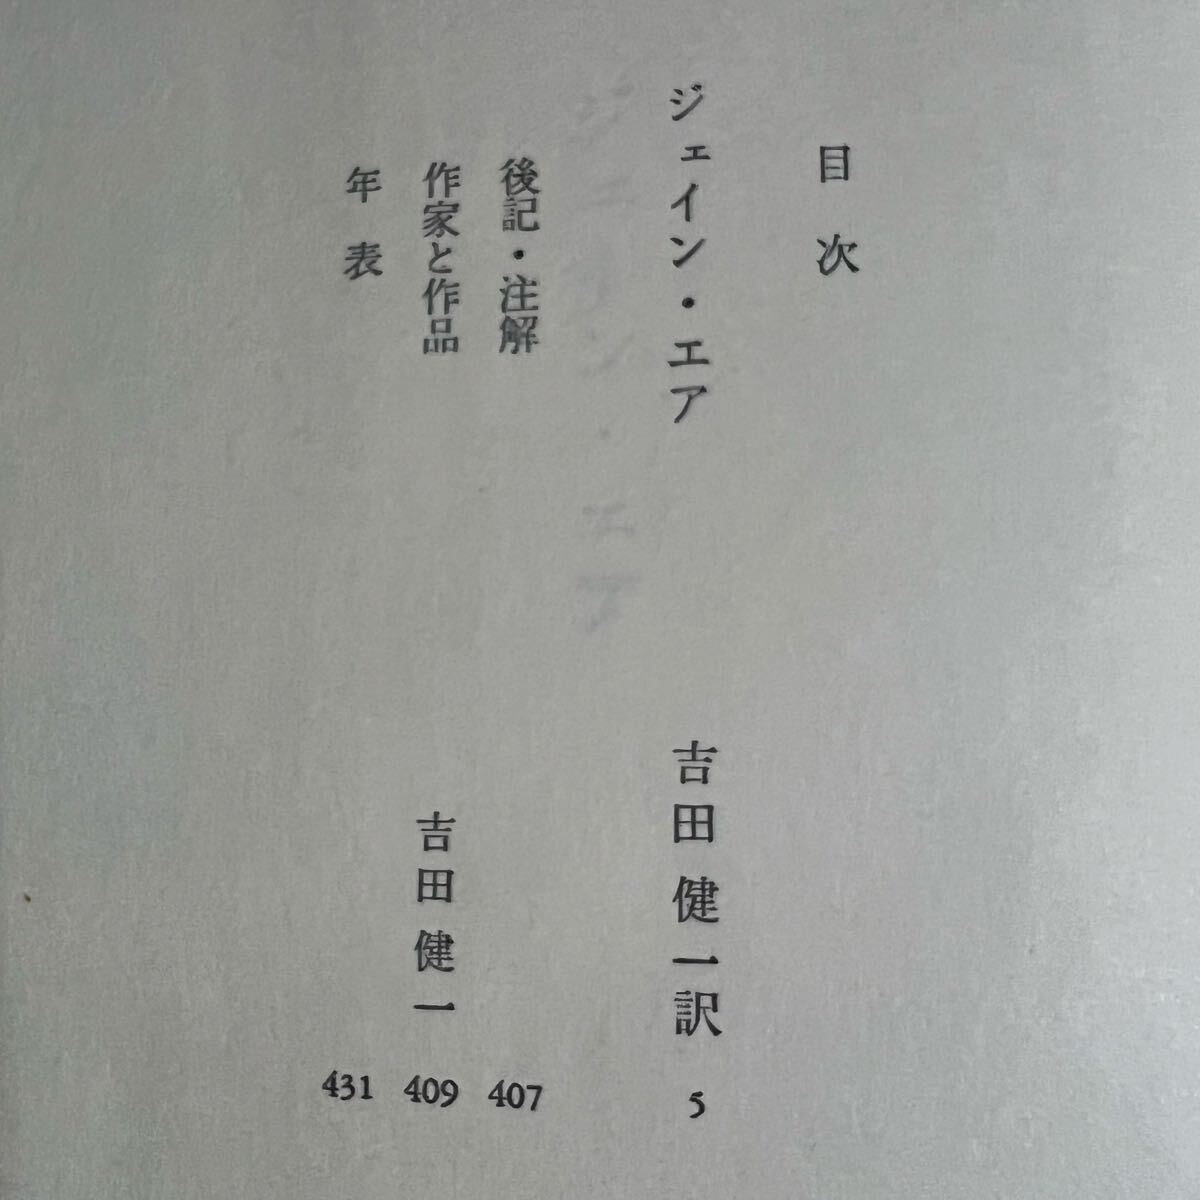 目次
ジェイン・エア 吉田健一訳 5
後記・注解 407
作家と作品 吉田健一 409
年表 431